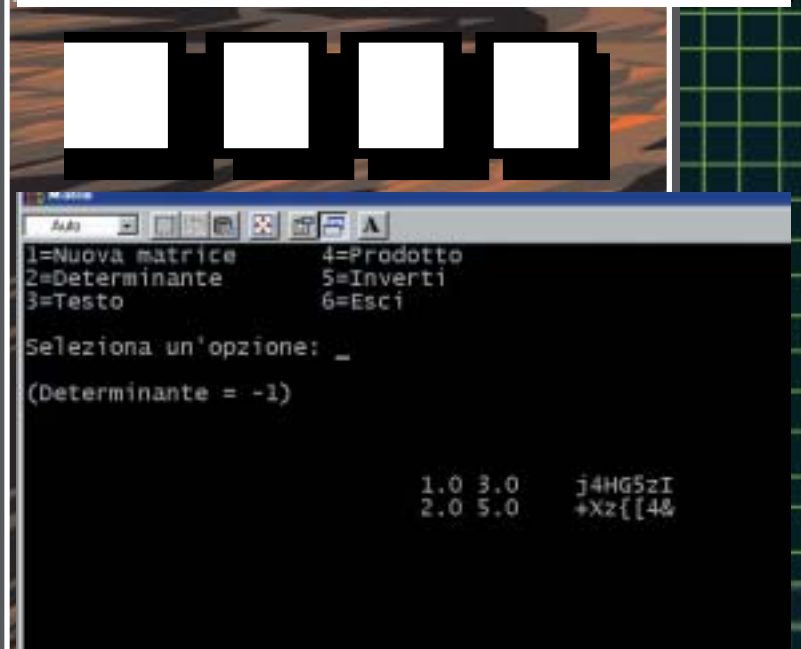 Auto A
1=Nuova matrice 4=Prodotto
2=Determinante 5=Inverti
3=Testo 6=Esci
Seleziona un'opzione: _
(Determinante = -1)
1.0 3.0 j4HG5zI
2.0 5.0 +Xz{[4&